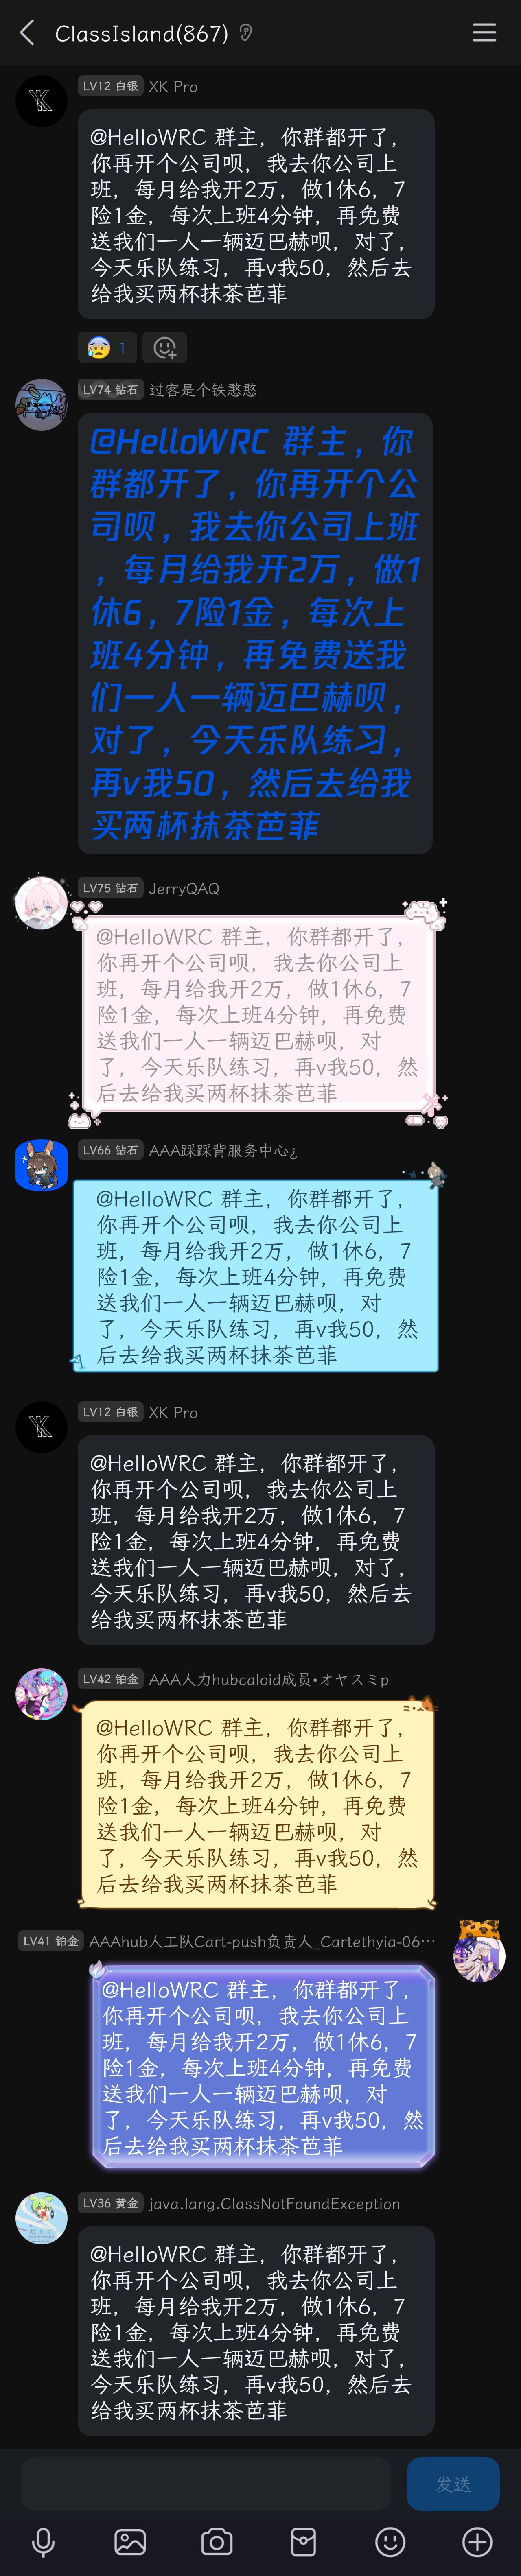 ClassIsland(867)
LV12 白银 XK Pro
@HelloWRC 群主，你群都开了，
你再开个公司呗，我去你公司上
班，每月给我开2万，做1休6，7
险1金，每次上班4分钟，再免费
送我们一人一辆迈巴赫呗，对了，
今天乐队练习，再v我50，然后去
给我买两杯抹茶芭菲
1
LV74 钻石 过客是个铁憨憨
@HelloWRC 群主，你
群都开了，你再开个公
司呗，我去你公司上班
，每月给我开2万，做1
休6，7险1金，每次上
班4分钟，再免费送我
们一人一辆迈巴赫呗，
对了，今天乐队练习，
再v我50，然后去给我
买两杯抹茶芭菲
LV75 钻石 JerryQAQ
@HelloWRC 群主，你群都开了，
你再开个公司呗，我去你公司上
班，每月给我开2万，做1休6，7
险1金，每次上班4分钟，再免费
送我们一人一辆迈巴赫呗，对
了，今天乐队练习，再v我50，然
后去给我买两杯抹茶芭菲
LV66 钻石 AAA踩踩背服务中心¿
@HelloWRC 群主，你群都开了，
你再开个公司呗，我去你公司上
班，每月给我开2万，做1休6，7
险1金，每次上班4分钟，再免费
送我们一人一辆迈巴赫呗，对
了，今天乐队练习，再v我50，然
后去给我买两杯抹茶芭菲
LV12 白银 XK Pro
@HelloWRC 群主，你群都开了，
你再开个公司呗，我去你公司上
班，每月给我开2万，做1休6，7
险1金，每次上班4分钟，再免费
送我们一人一辆迈巴赫呗，对了，
今天乐队练习，再v我50，然后去
给我买两杯抹茶芭菲
LV42 铂金 AAA人力hubcaloid成员•オヤスミp
@HelloWRC 群主，你群都开了，
你再开个公司呗，我去你公司上
班，每月给我开2万，做1休6，7
险1金，每次上班4分钟，再免费
送我们一人一辆迈巴赫呗，对
了，今天乐队练习，再v我50，然
后去给我买两杯抹茶芭菲
LV41 铂金 AAAhub人工队Cart-push负责人_Cartethyia-06…
@HelloWRC 群主，你群都开了，
你再开个公司呗，我去你公司上
班，每月给我开2万，做1休6，7
险1金，每次上班4分钟，再免费
送我们一人一辆迈巴赫呗，对
了，今天乐队练习，再v我50，然
后去给我买两杯抹茶芭菲
LV36 黄金 java.lang.ClassNotFoundException
@HelloWRC 群主，你群都开了，
你再开个公司呗，我去你公司上
班，每月给我开2万，做1休6，7
险1金，每次上班4分钟，再免费
送我们一人一辆迈巴赫呗，对了，
今天乐队练习，再v我50，然后去
给我买两杯抹茶芭菲
发送